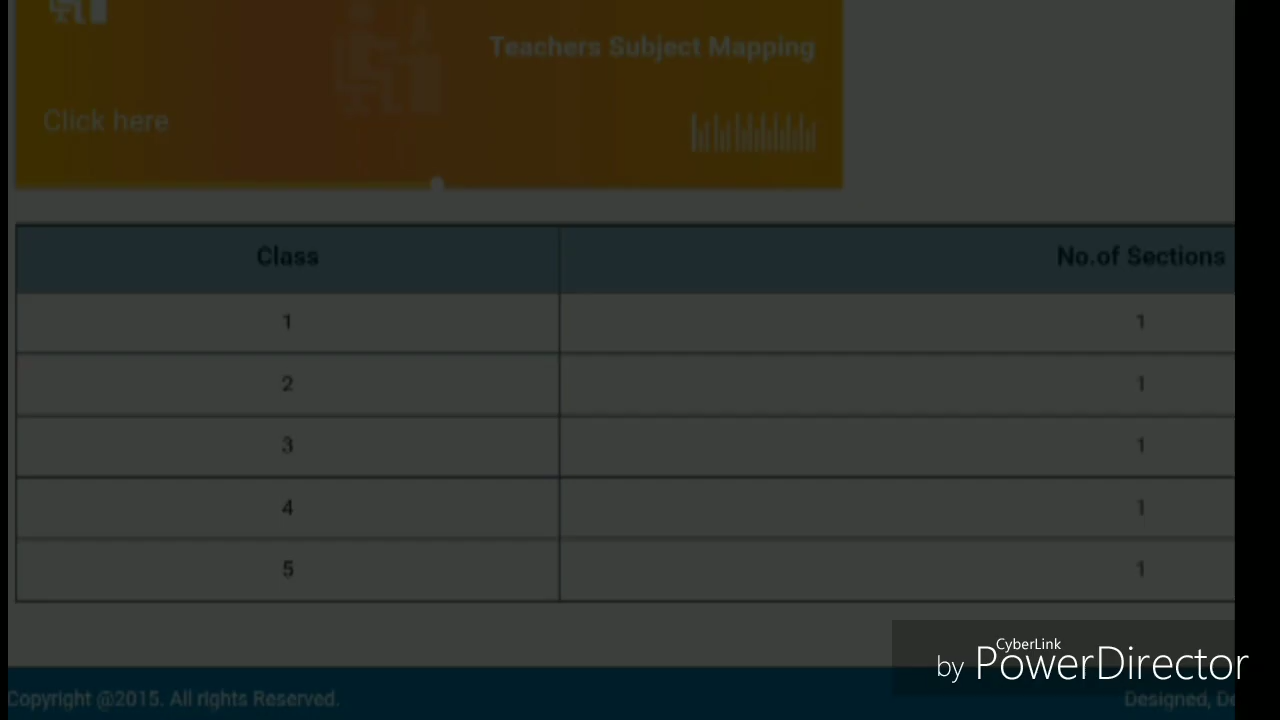 Teachers Subject Mapping
Click here
Class No.of Sections
1 1
2 1
3 1
4 1
5 1
CyberLink
by PowerDirector
Copyright @2015. All rights Reserved.
Designed,